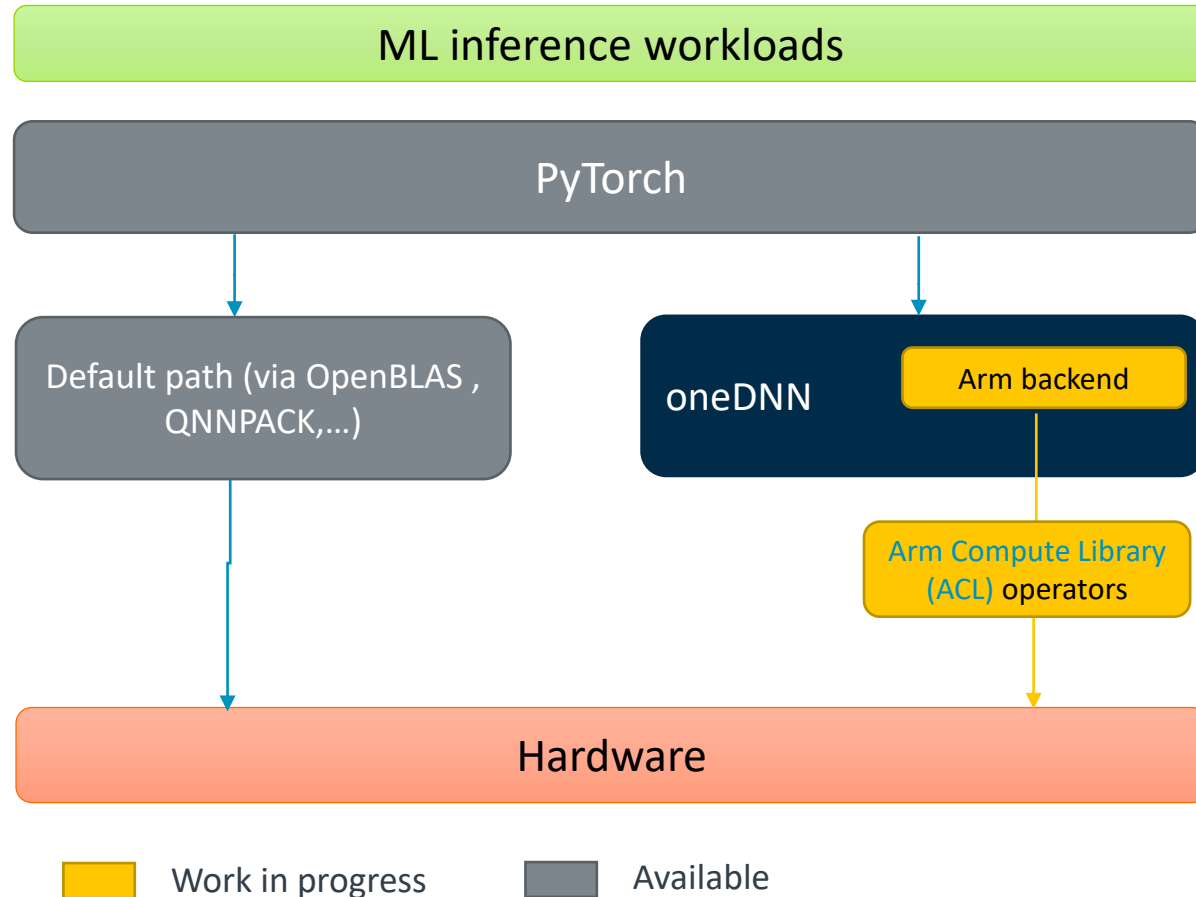 ML inference workloads
PyTorch
Default path (via OpenBLAS ,
QNNPACK,...)
oneDNN
Arm backend
Arm Compute Library
(ACL) operators
Hardware
Work in progress
Available